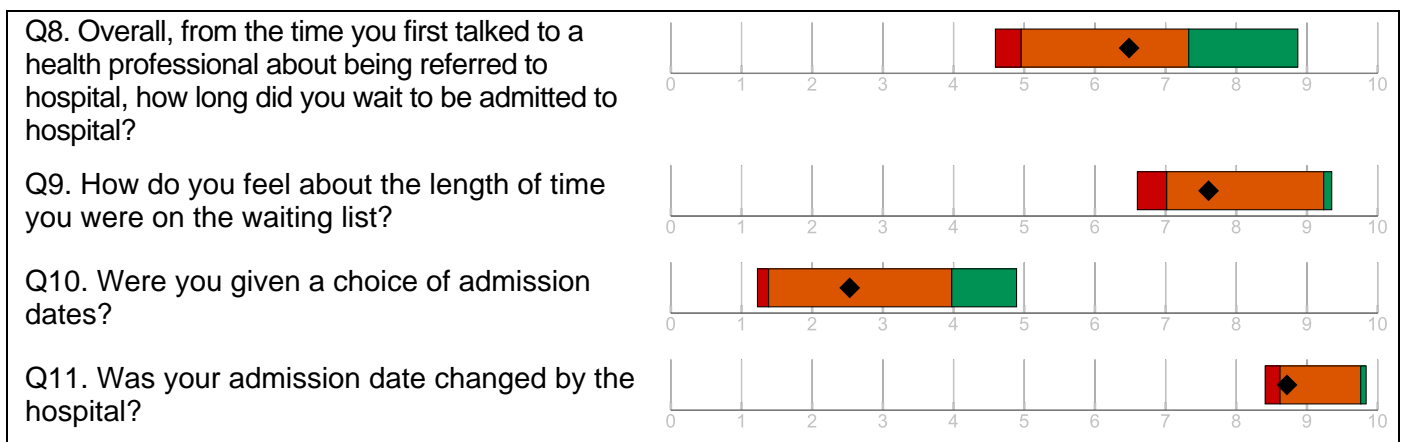 Q8. Overall, from the time you first talked to a
health professional about being referred to
hospital, how long did you wait to be admitted to
hospital?
0 1 2 3 4 5 6 7 8 9 10
Q9. How do you feel about the length of time
you were on the waiting list?
0 1 2 3 4 5 6 7 8 9 10
Q10. Were you given a choice of admission
dates?
0 1 2 3 4 5 6 7 8 9 10
Q11. Was your admission date changed by the
hospital?
0 1 2 3 4 5 6 7 8 9 10